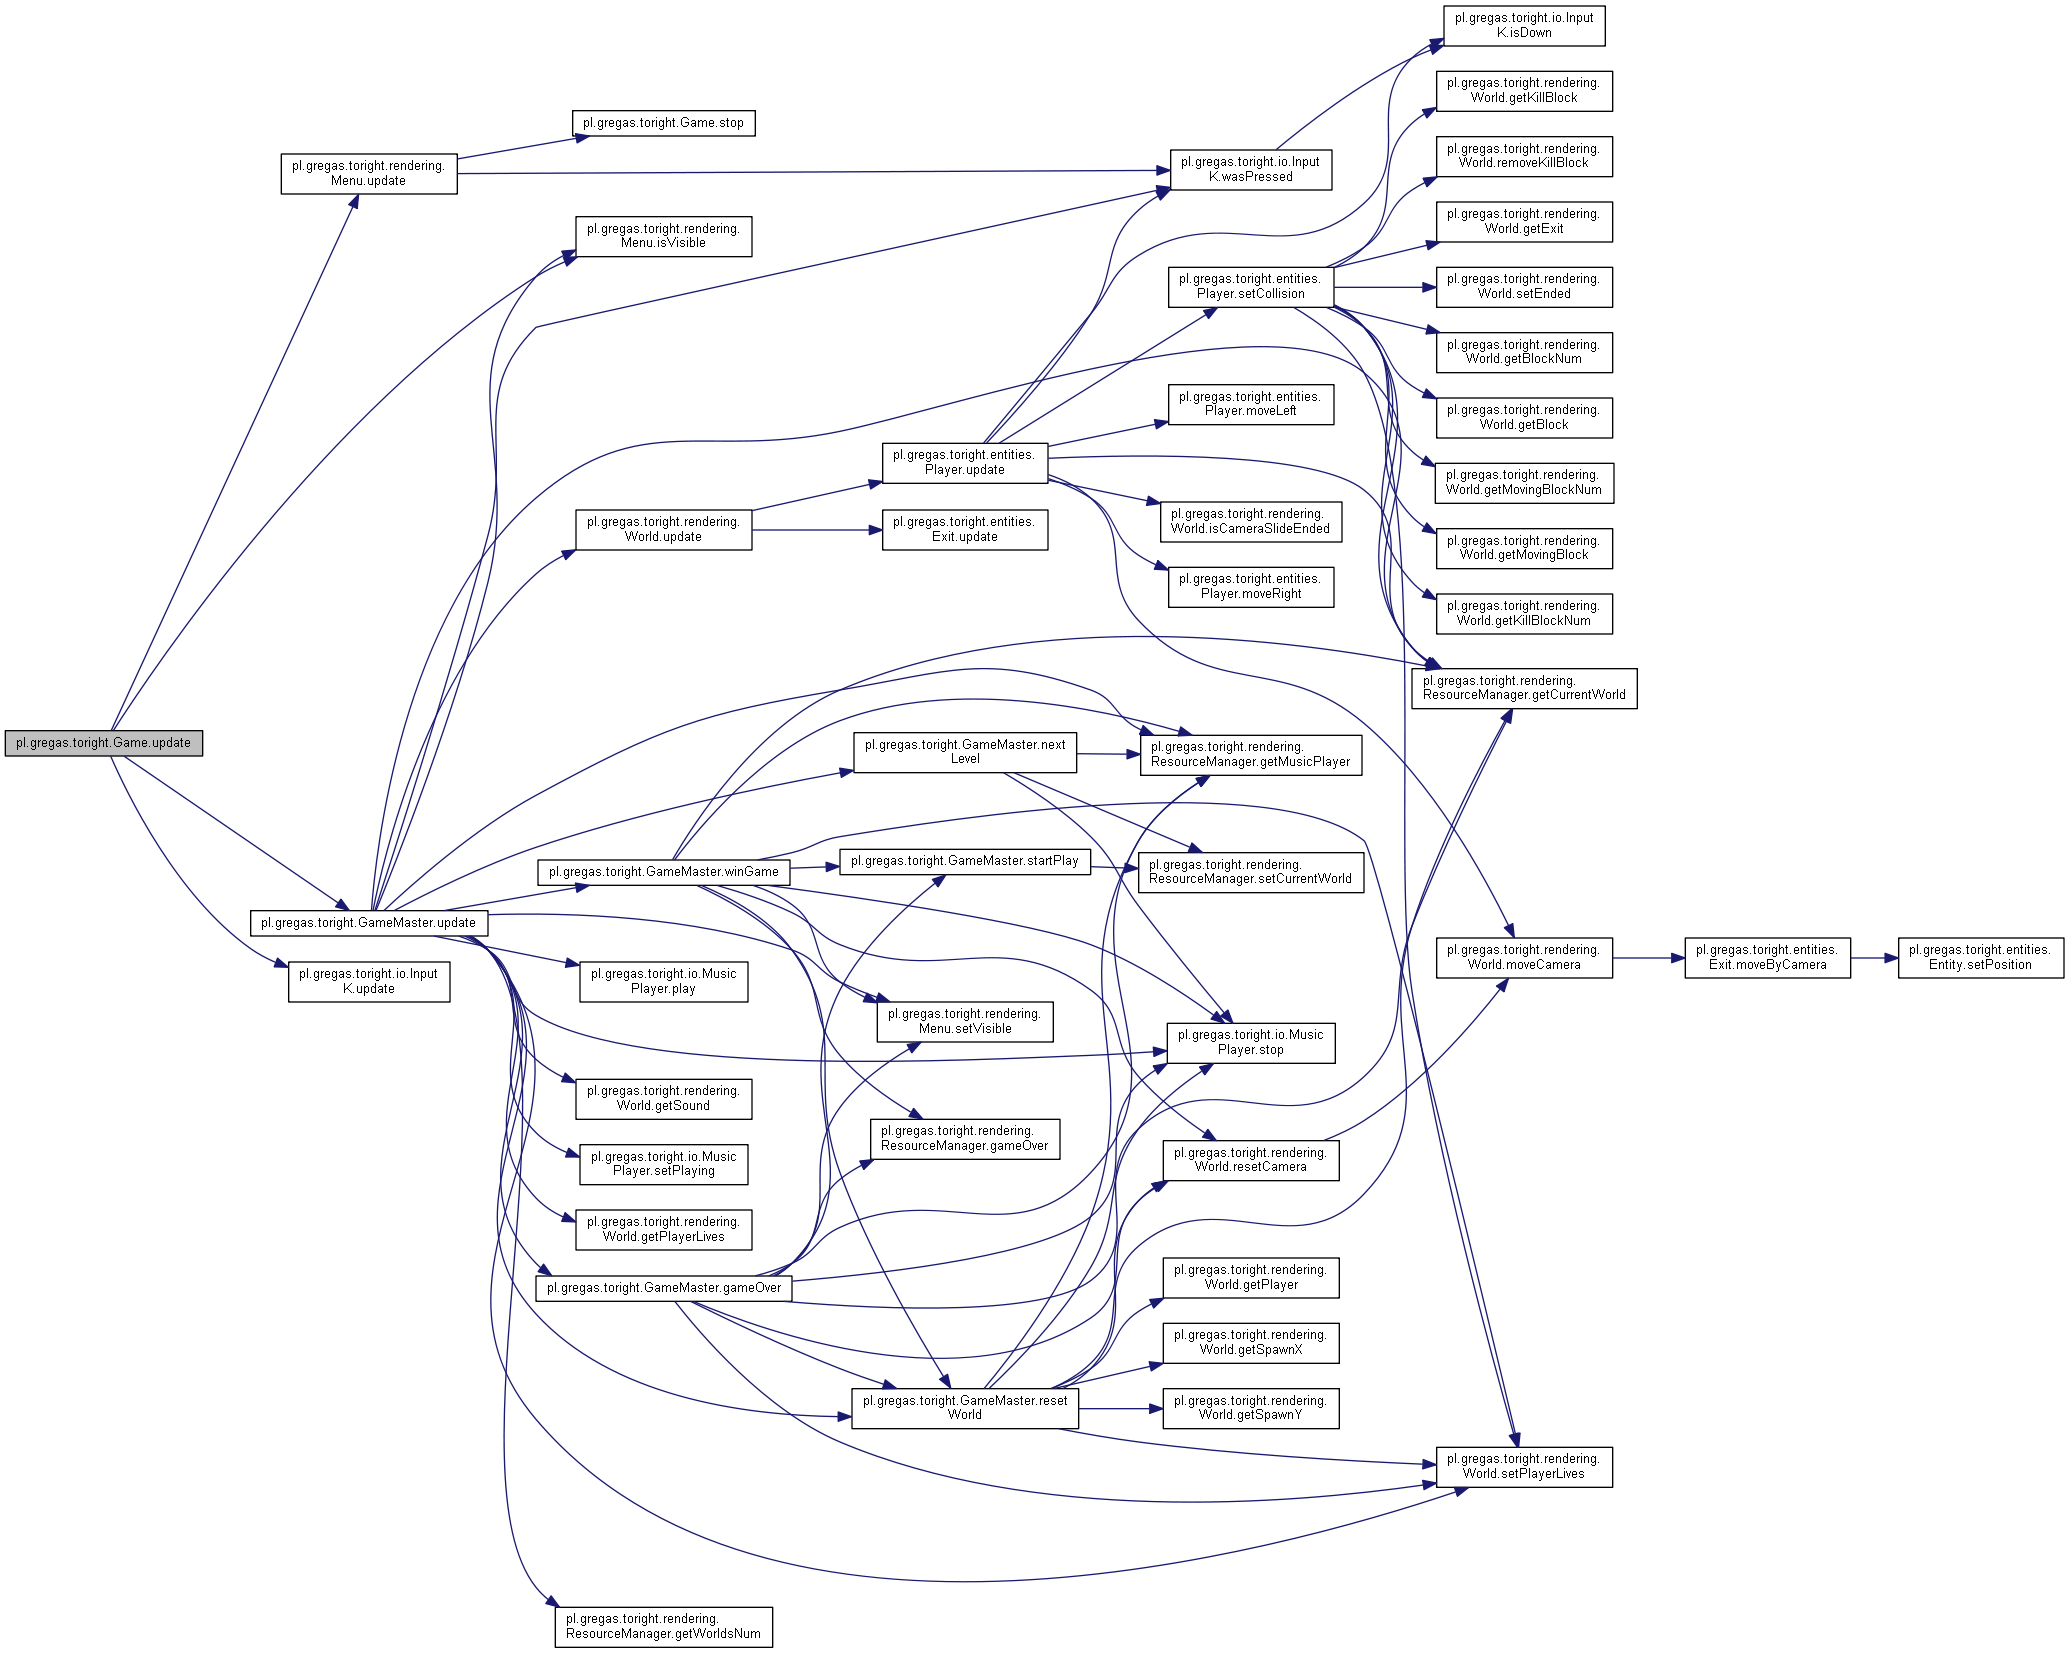 pl.gregas.toright.io.Input
K.isDown
pl.gregas.toright.rendering.
World.getKillBlock
pl.gregas.toright.Game.stop
pl.gregas.toright.rendering.
World.removeKillBlock
pl.gregas.toright.rendering.
Menu.update
pl.gregas.toright.io.Input
K.wasPressed
pl.gregas.toright.rendering.
World.getExit
pl.gregas.toright.rendering.
Menu.isVisible
pl.gregas.toright.entities.
Player.setCollision
pl.gregas.toright.rendering.
World.setEnded
pl.gregas.toright.rendering.
World.getBlockNum
pl.gregas.toright.entities.
Player.moveLeft
pl.gregas.toright.rendering.
World.getBlock
pl.gregas.toright.entities.
Player.update
pl.gregas.toright.rendering.
World.getMovingBlockNum
pl.gregas.toright.rendering.
World.isCameraSlideEnded
pl.gregas.toright.rendering.
World.update
pl.gregas.toright.entities.
Exit.update
pl.gregas.toright.rendering.
World.getMovingBlock
pl.gregas.toright.entities.
Player.moveRight
pl.gregas.toright.rendering.
World.getKillBlockNum
pl.gregas.toright.rendering.
ResourceManager.getCurrentWorld
pl.gregas.toright.Game.update
pl.gregas.toright.GameMaster.next
Level
pl.gregas.toright.rendering.
ResourceManager.getMusicPlayer
pl.gregas.toright.GameMaster.winGame
pl.gregas.toright.GameMaster.startPlay
pl.gregas.toright.rendering.
ResourceManager.setCurrentWorld
pl.gregas.toright.GameMaster.update
pl.gregas.toright.rendering.
World.moveCamera
pl.gregas.toright.entities.
Exit.moveByCamera
pl.gregas.toright.entities.
Entity.setPosition
pl.gregas.toright.io.Input
K.update
pl.gregas.toright.io.Music
Player.play
pl.gregas.toright.rendering.
Menu.setVisible
pl.gregas.toright.io.Music
Player.stop
pl.gregas.toright.rendering.
World.getSound
pl.gregas.toright.rendering.
ResourceManager.gameOver
pl.gregas.toright.io.Music
Player.setPlaying
pl.gregas.toright.rendering.
World.resetCamera
pl.gregas.toright.rendering.
World.getPlayerLives
pl.gregas.toright.GameMaster.gameOver
pl.gregas.toright.rendering.
World.getPlayer
pl.gregas.toright.rendering.
World.getSpawnX
pl.gregas.toright.GameMaster.reset
World
pl.gregas.toright.rendering.
World.getSpawnY
pl.gregas.toright.rendering.
World.setPlayerLives
pl.gregas.toright.rendering.
ResourceManager.getWorldsNum